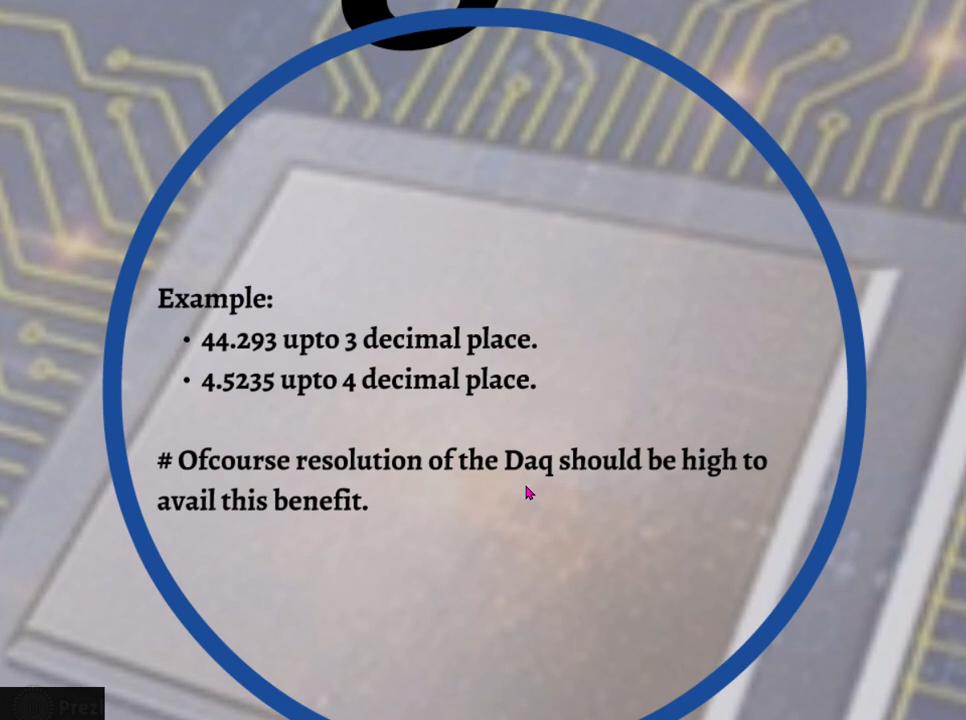 Example:
• 44.293 upto 3 decimal place.
• 4.5235 upto 4 decimal place.
# Ofcourse resolution of the Daq should be high to
avail this benefit.
Prezi